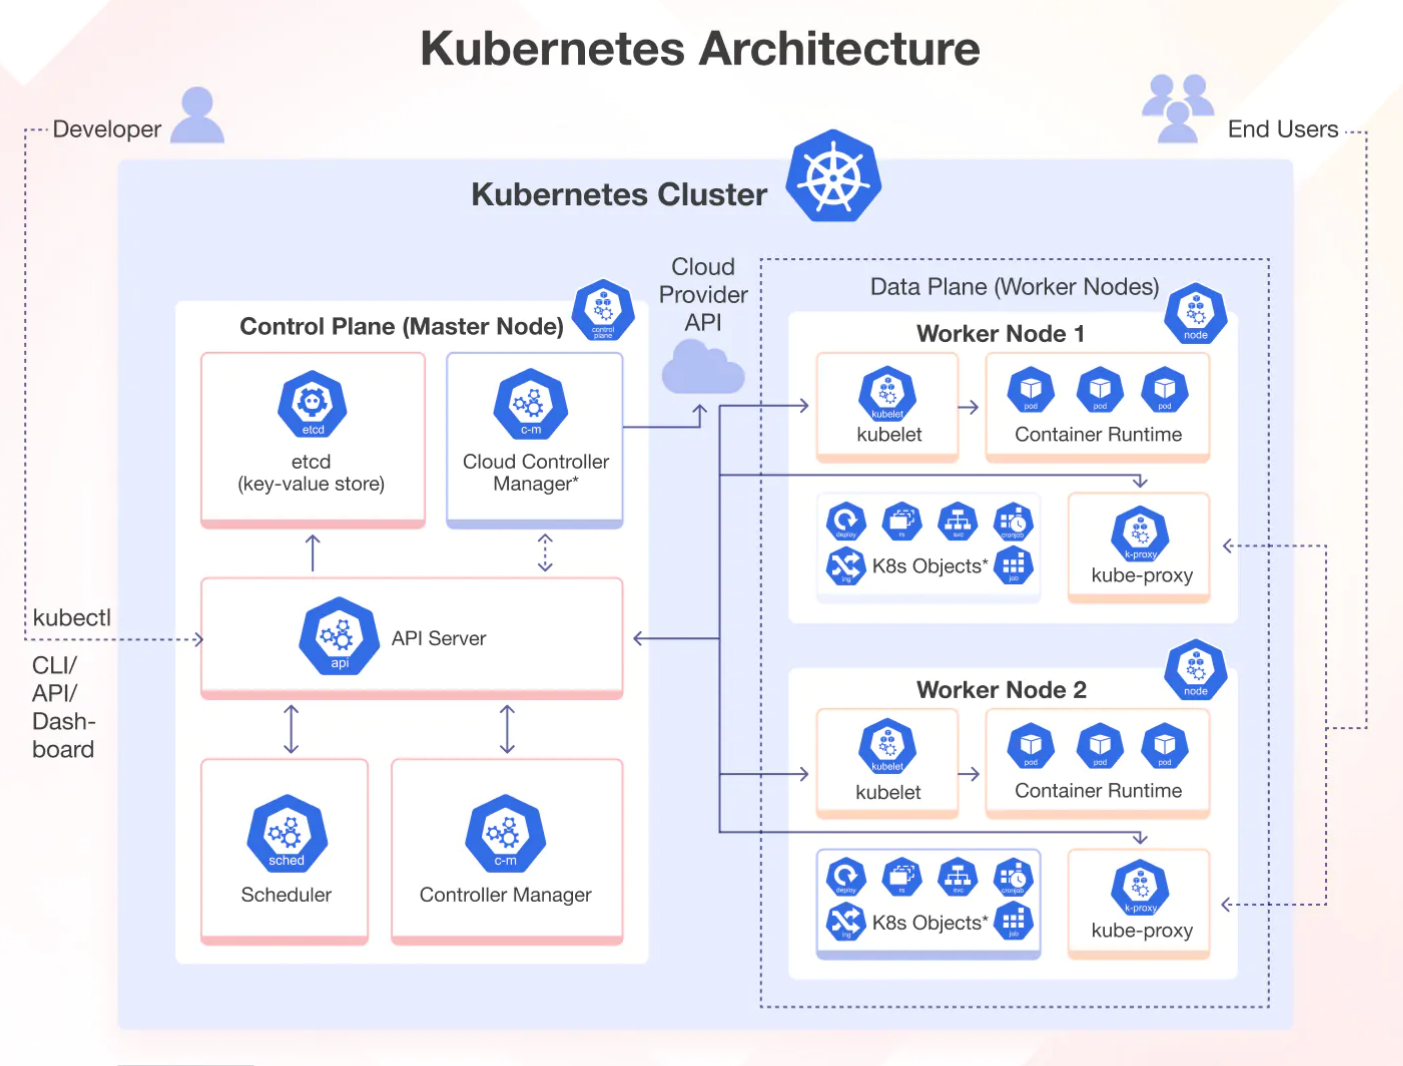 Kubernetes Architecture
Developer
End Users
Kubernetes Cluster
Cloud
Provider
API
Data Plane (Worker Nodes)
Control Plane (Master Node)
control
plane
node
Worker Node 1
etcd
etcd
(key-value store)
c-m
Cloud Controller
Manager*
kubelet
kubelet
pod
pod
pod
Container Runtime
deploy
rs
svc
cronjob
ing
K8s Objects*
job
k-proxy
kube-proxy
kubectl
CLI/
API/
Dash-
board
api
API Server
node
Worker Node 2
kubelet
kubelet
pod
pod
pod
Container Runtime
sched
Scheduler
c-m
Controller Manager
deploy
rs
svc
cronjob
ing
K8s Objects*
job
k-proxy
kube-proxy